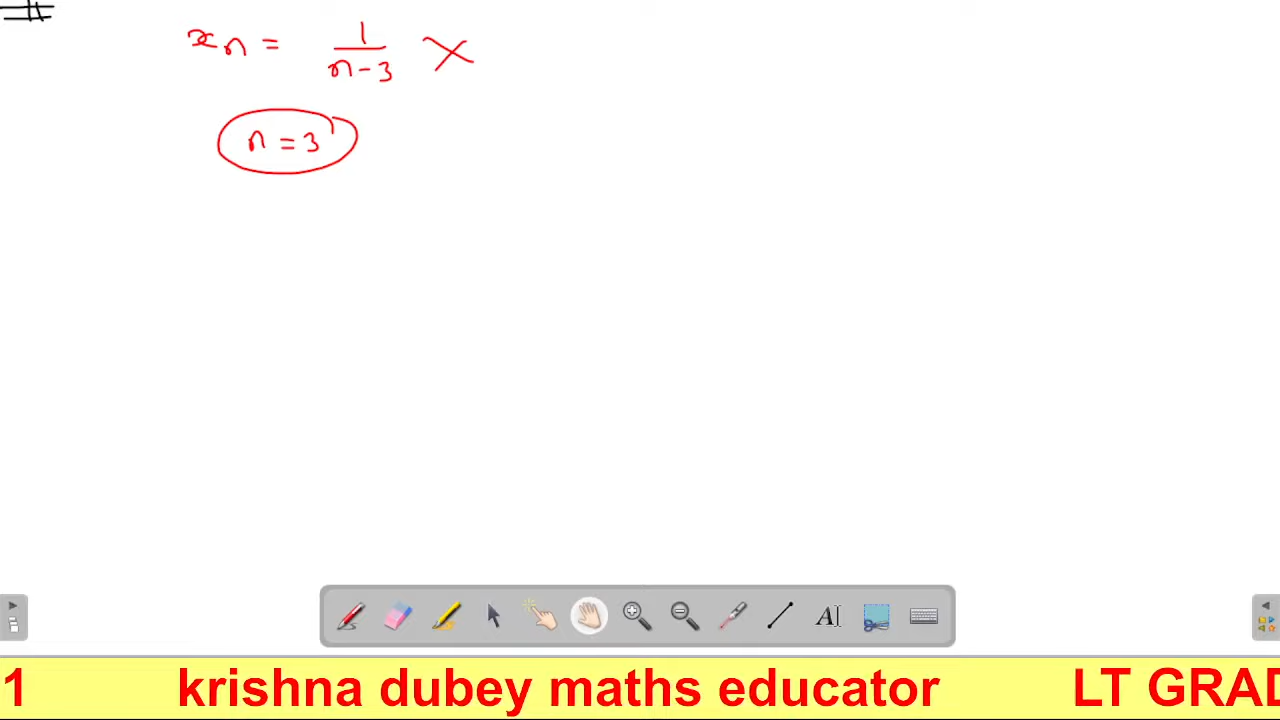 xn = 1/(n-3) ×
n = 3
1 krishna dubey maths educator LT GRAD